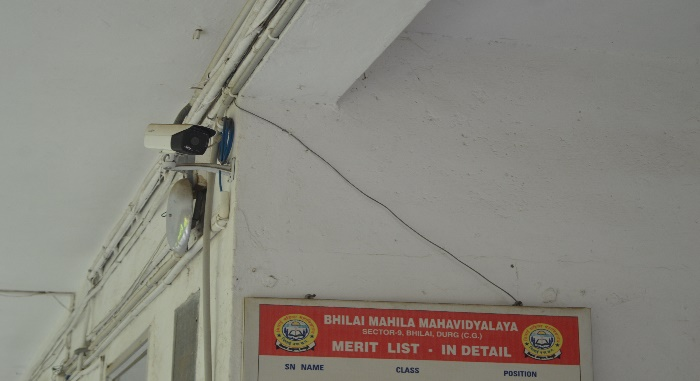 BHILAI MAHILA MAHAVIDYALAYA
SECTOR-9, BHILAI, DURG (C.G.)
MERIT LIST - IN DETAIL
SN NAME CLASS POSITION